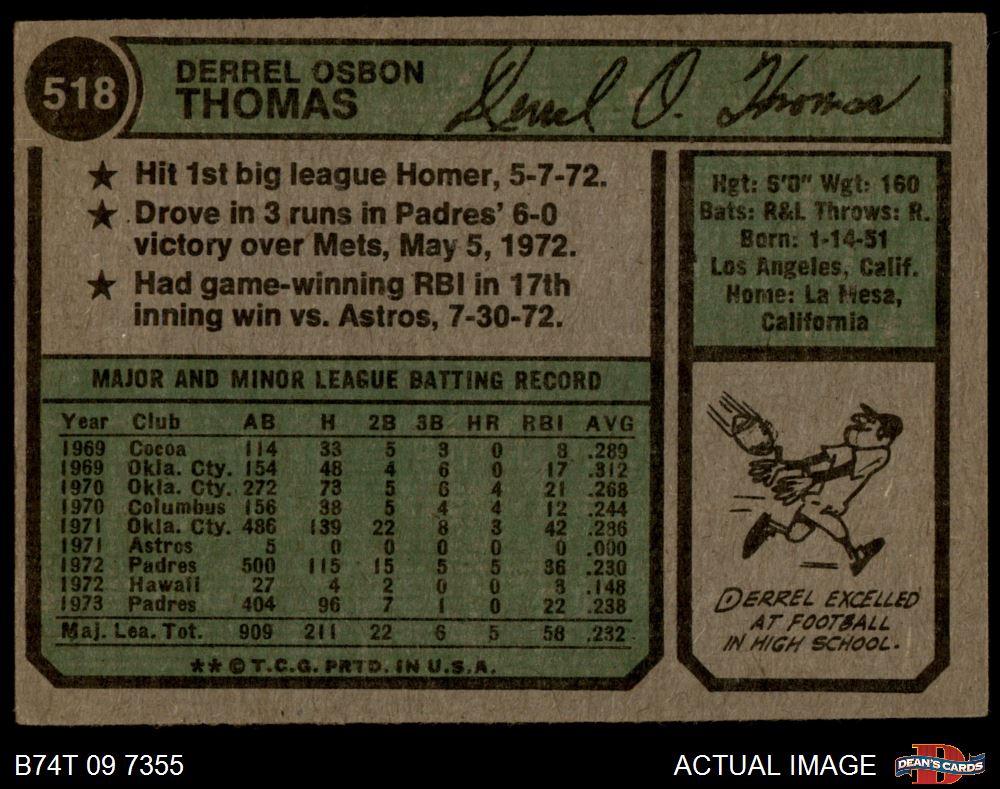 518
DERREL OSBON
THOMAS
Derrel O. Thomas
★ Hit 1st big league Homer, 5-7-72.
★ Drove in 3 runs in Padres' 6-0
victory over Mets, May 5, 1972.
★ Had game-winning RBI in 17th
inning win vs. Astros, 7-30-72.
Hgt: 6'0" Wgt: 160
Bats: R&L Throws: R.
Born: 1-14-51
Los Angeles, Calif.
Home: La Mesa,
California
MAJOR AND MINOR LEAGUE BATTING RECORD
Year Club AB H 2B 3B HR RBI AVG
1969 Cocoa 114 33 5 3 0 8 .289
1969 Okla. Cty. 154 48 4 6 0 17 .312
1970 Okla. Cty. 272 73 5 6 4 21 .268
1970 Columbus 156 38 5 4 4 12 .244
1971 Okla. Cty. 486 139 22 8 3 42 .286
1971 Astros 5 0 0 0 0 0 .000
1972 Padres 500 115 15 5 5 36 .230
1972 Hawaii 27 4 2 0 0 3 .148
1973 Padres 404 96 7 1 0 22 .238
Maj. Lea. Tot. 909 211 22 6 5 58 .232
** © T.C.G. PRTD. IN U.S.A.
DERREL EXCELLED
AT FOOTBALL
IN HIGH SCHOOL.
B74T 09 7355
ACTUAL IMAGE
DEAN'S CARDS